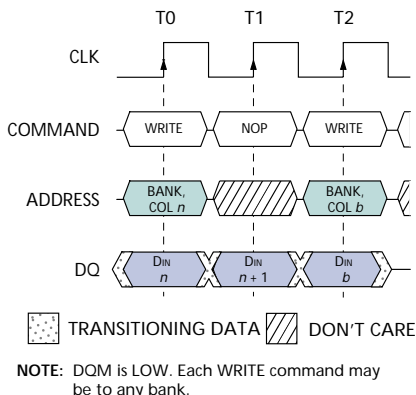 T0 T1 T2
CLK
COMMAND WRITE NOP WRITE
ADDRESS BANK, COL n BANK, COL b
DQ DIN n DIN n + 1 DIN b
TRANSITIONING DATA DON'T CARE
NOTE: DQM is LOW. Each WRITE command may
be to any bank.